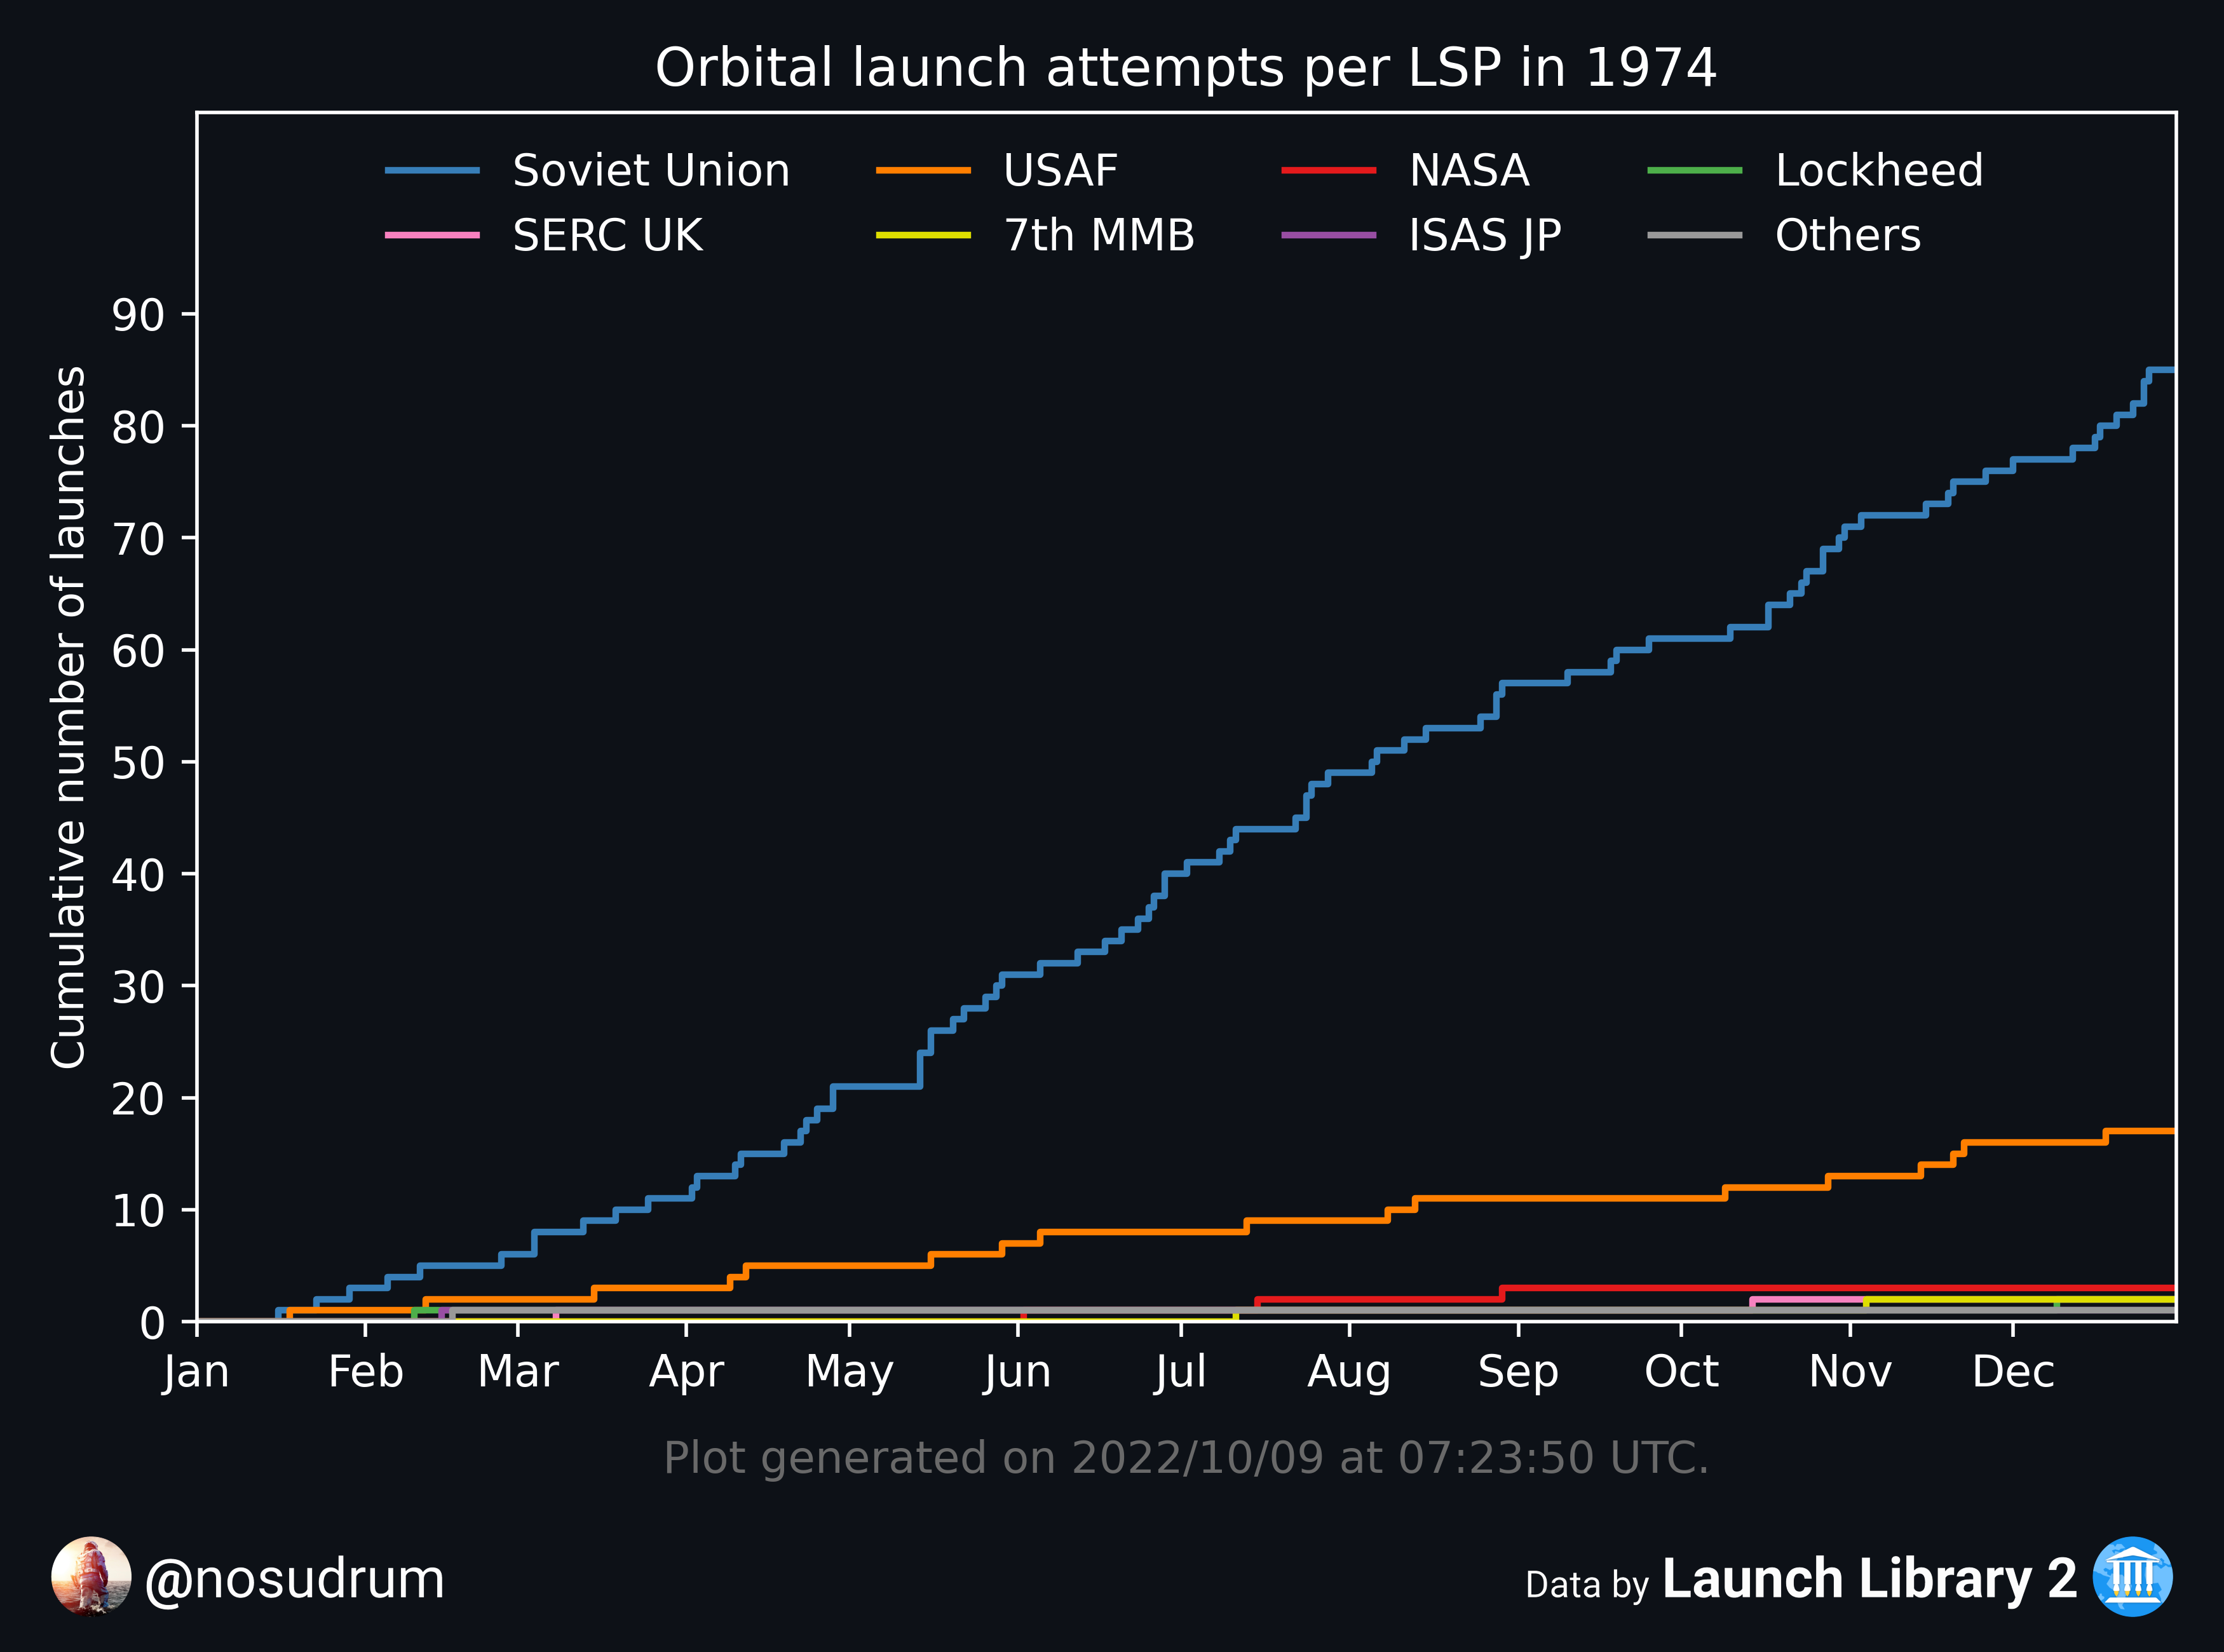 Orbital launch attempts per LSP in 1974
Soviet Union USAF NASA Lockheed
SERC UK 7th MMB ISAS JP Others
Cumulative number of launches
90
80
70
60
50
40
30
20
10
0
Jan Feb Mar Apr May Jun Jul Aug Sep Oct Nov Dec
Plot generated on 2022/10/09 at 07:23:50 UTC.
@nosudrum
Data by Launch Library 2